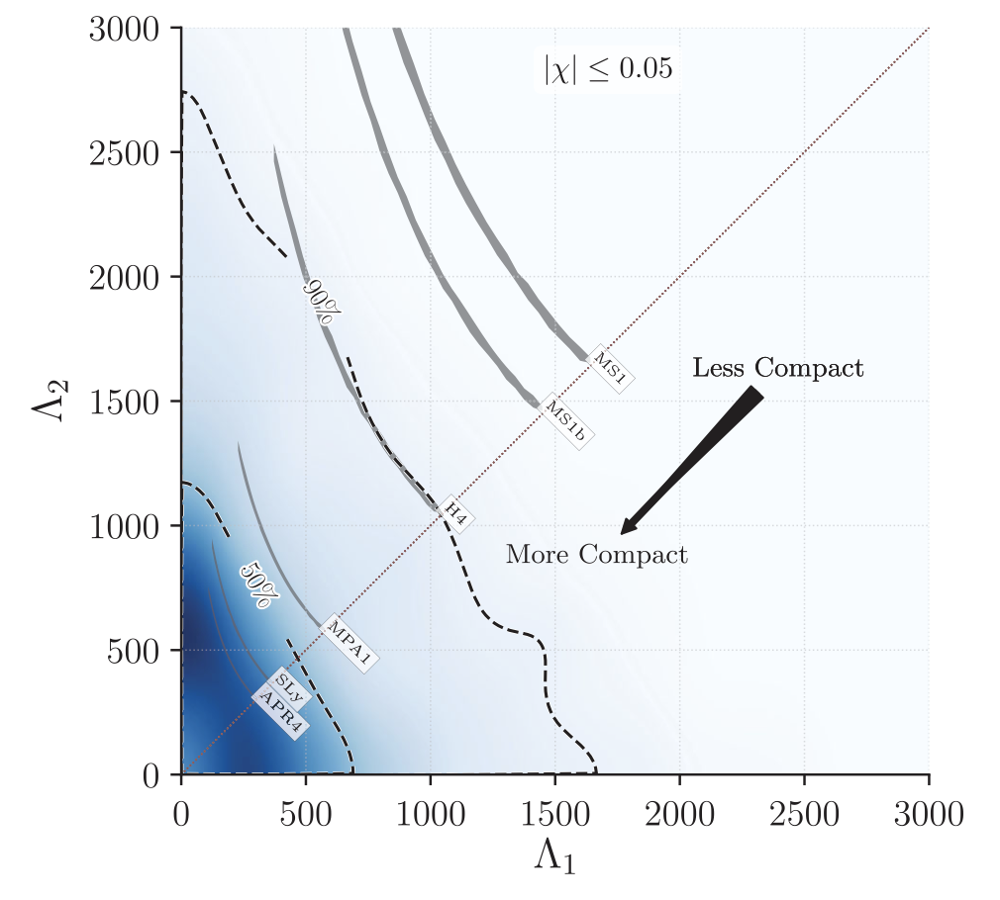 3000
|χ| ≤ 0.05
2500
2000
90%
MS1
Less Compact
Λ₂
1500
MS1b
1000
H4
More Compact
50%
500
MPA1
SLy
APR4
0
0 500 1000 1500 2000 2500 3000
Λ₁